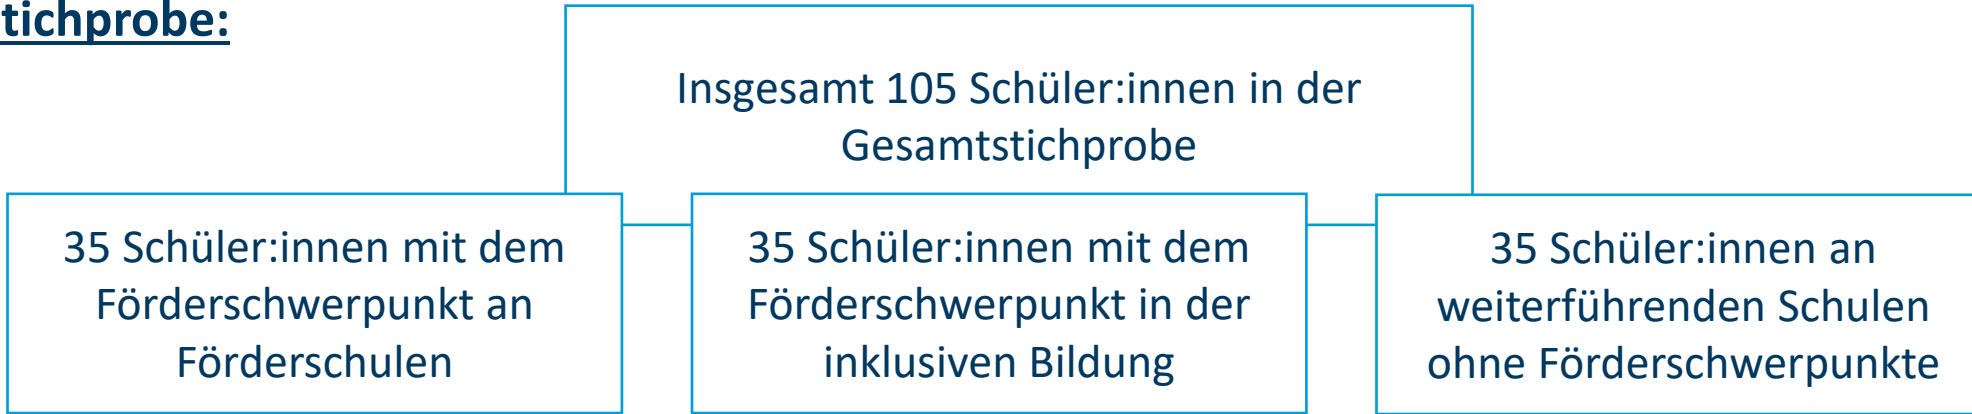 tichprobe:
Insgesamt 105 Schüler:innen in der
Gesamtstichprobe
35 Schüler:innen mit dem
Förderschwerpunkt an
Förderschulen
35 Schüler:innen mit dem
Förderschwerpunkt in der
inklusiven Bildung
35 Schüler:innen an
weiterführenden Schulen
ohne Förderschwerpunkte